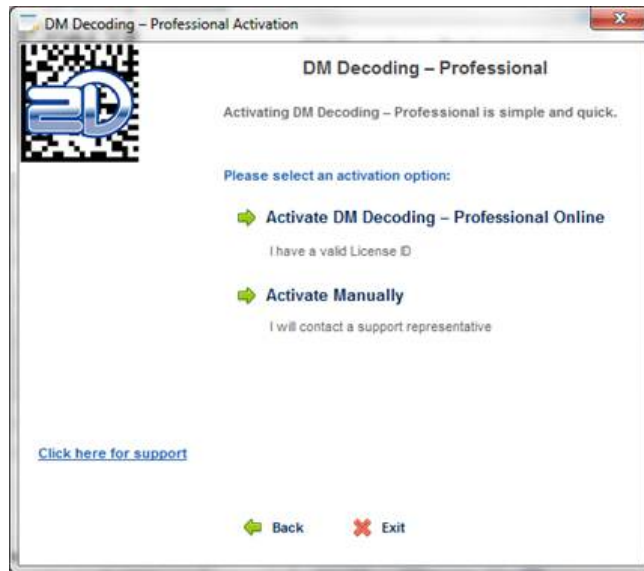 DM Decoding – Professional Activation
2D
DM Decoding – Professional
Activating DM Decoding – Professional is simple and quick.
Please select an activation option:
Activate DM Decoding – Professional Online
I have a valid License ID
Activate Manually
I will contact a support representative
Click here for support
Back
Exit